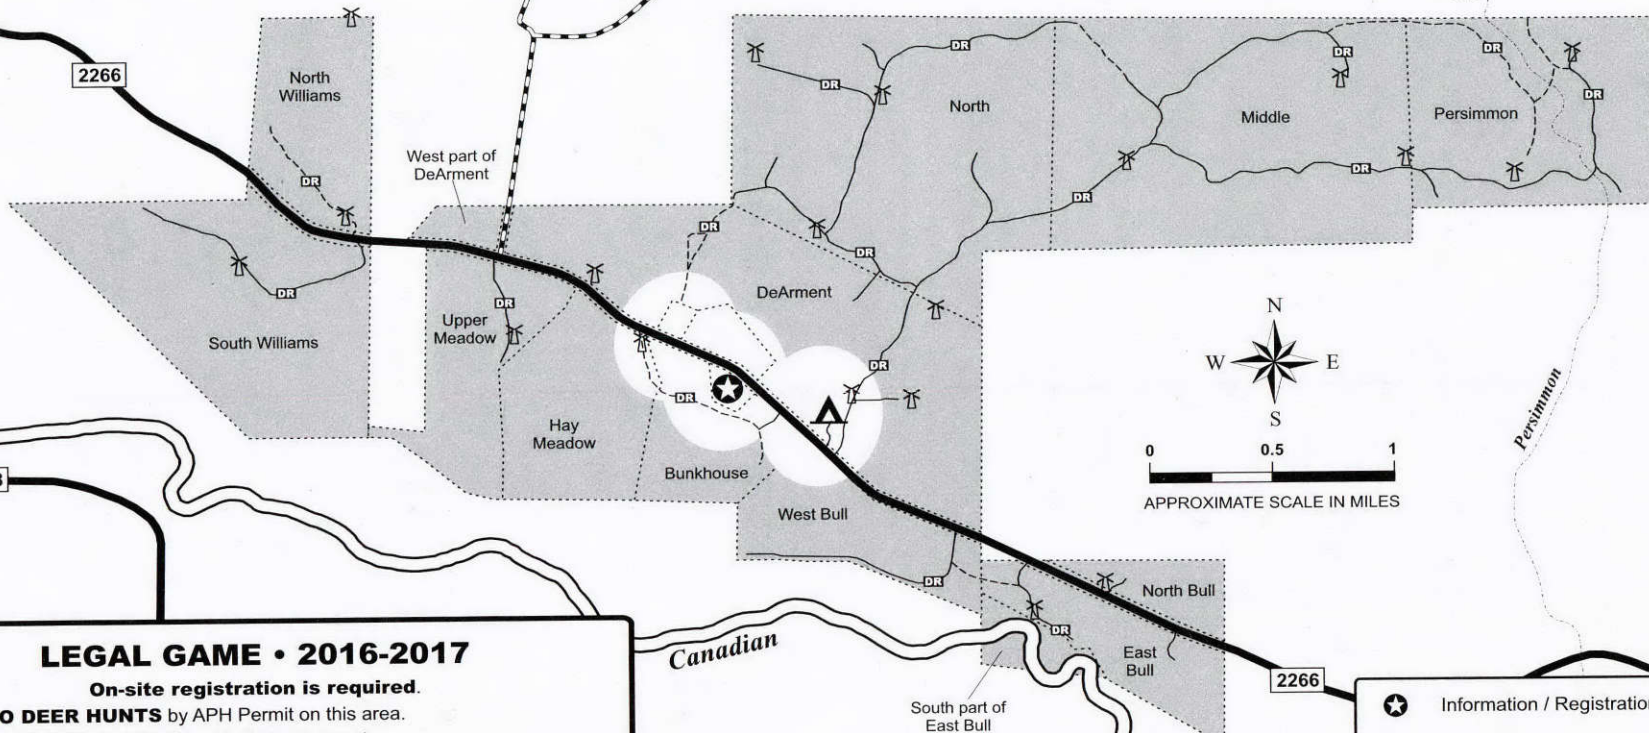 2266
North
Williams
DR
West part of
DeArment
DR
North
DR
Middle
DR
Persimmon
DR
DR
DR
DR
DR
DR
DR
South Williams
DR
Upper
Meadow
DeArment
DR
Hay
Meadow
DR
Bunkhouse
West Bull
DR
N
W
E
S
0
0.5
1
APPROXIMATE SCALE IN MILES
Persimmon
North Bull
DR
East
Bull
South part of
East Bull
Canadian
2266
LEGAL GAME • 2016-2017
On-site registration is required.
O DEER HUNTS by APH Permit on this area.
Information / Registration